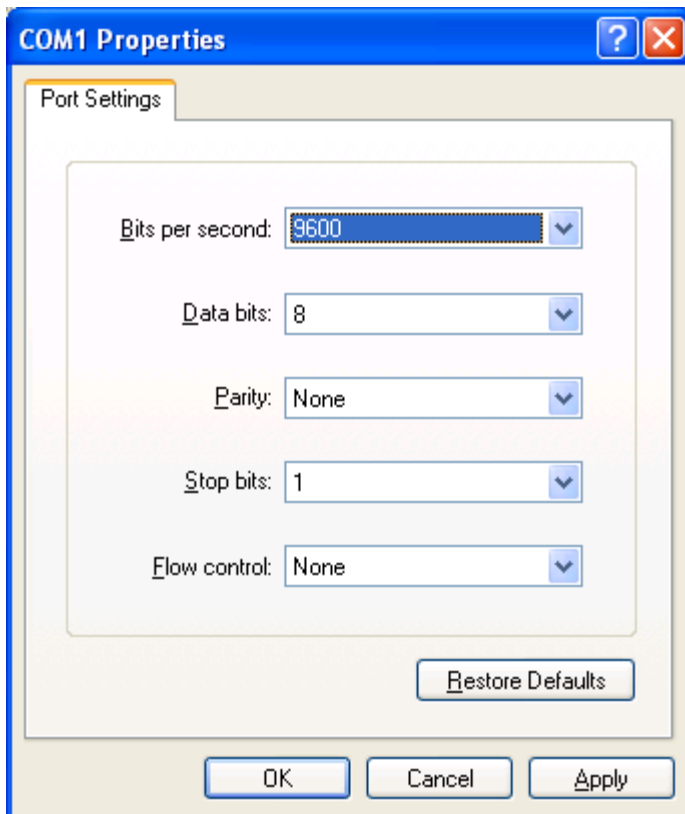 COM1 Properties
Port Settings
Bits per second: 9600
Data bits: 8
Parity: None
Stop bits: 1
Flow control: None
Restore Defaults
OK Cancel Apply